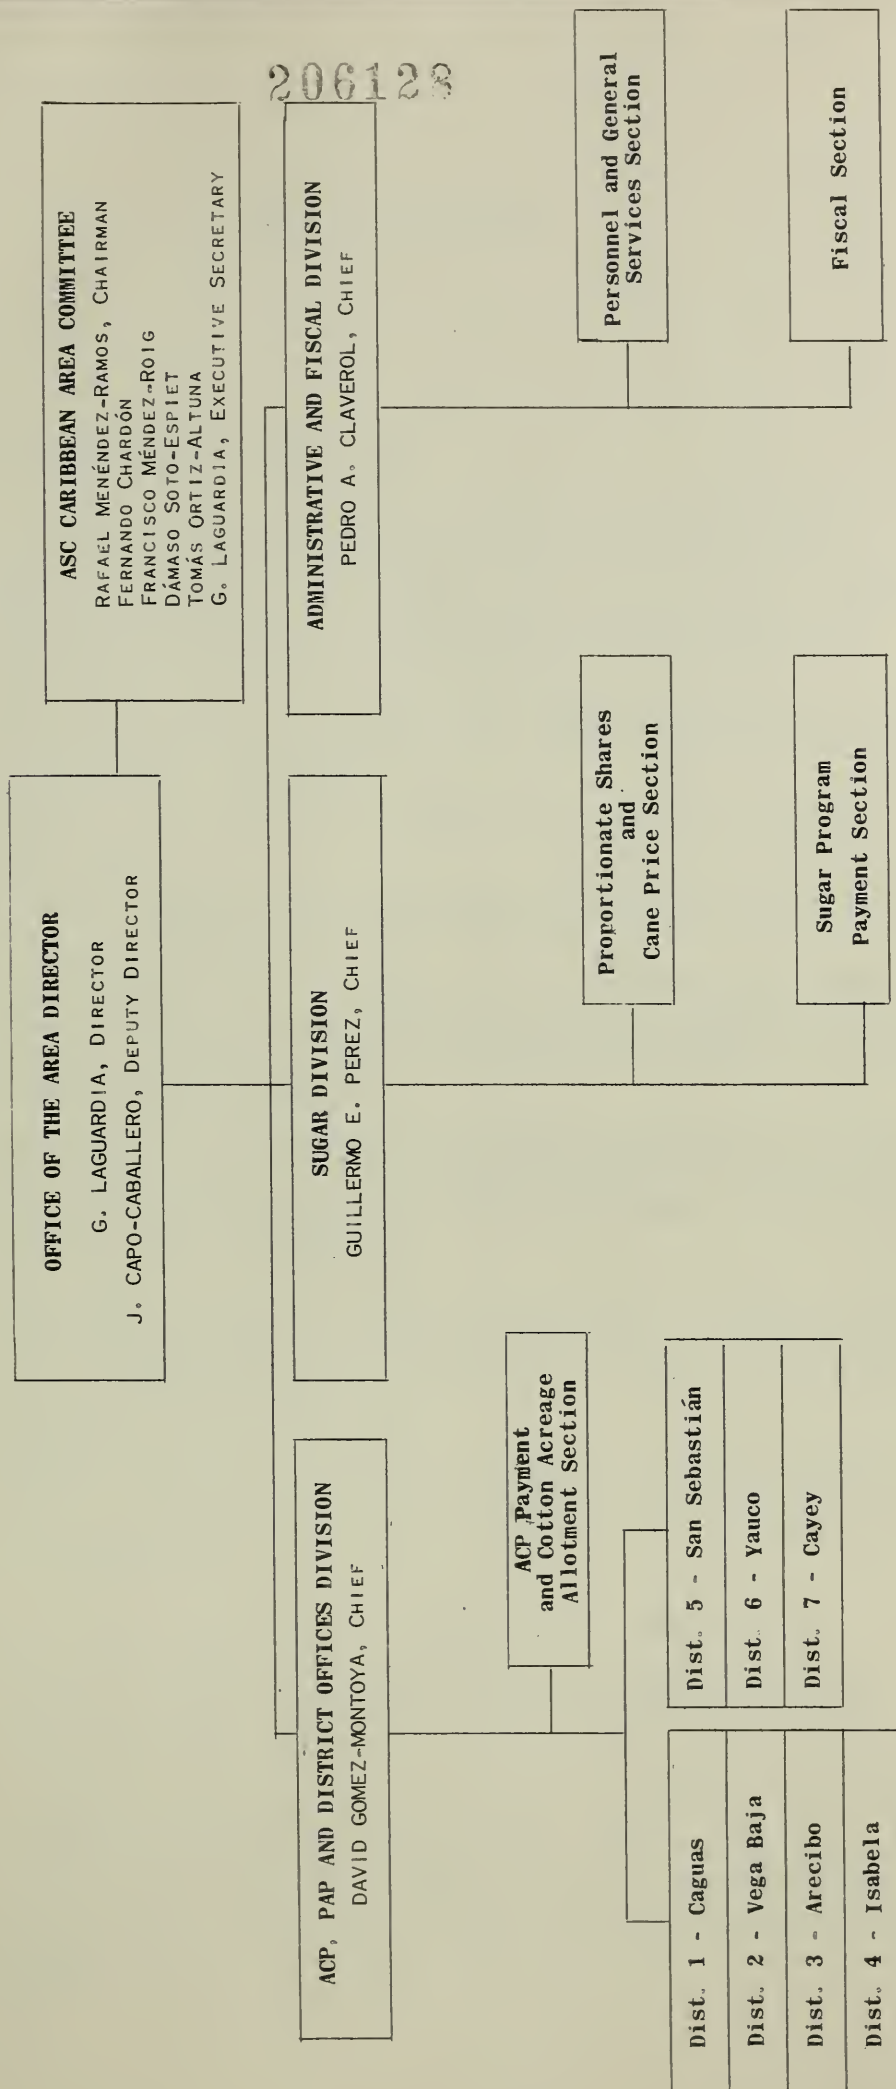 206128
OFFICE OF THE AREA DIRECTOR
G. LAGUARDIA, DIRECTOR
J. CAPO-CABALLERO, DEPUTY DIRECTOR
ASC CARIBBEAN AREA COMMITTEE
RAFAEL MENÉNDEZ-RAMOS, CHAIRMAN
FERNANDO CHARDÓN
FRANCISCO MÉNDEZ-ROIG
DÁMASO SOTO-ESPIET
TOMÁS ORTIZ-ALTUNA
G. LAGUARDIA, EXECUTIVE SECRETARY
ACP, PAP AND DISTRICT OFFICES DIVISION
DAVID GOMEZ-MONTOYA, CHIEF
SUGAR DIVISION
GUILLERMO E. PEREZ, CHIEF
ADMINISTRATIVE AND FISCAL DIVISION
PEDRO A. CLAVEROL, CHIEF
ACP Payment
and Cotton Acreage
Allotment Section
Dist. 1 - Caguas
Dist. 2 - Vega Baja
Dist. 3 - Arecibo
Dist. 4 - Isabela
Dist. 5 - San Sebastián
Dist. 6 - Yauco
Dist. 7 - Cayey
Proportionate Shares
and
Cane Price Section
Sugar Program
Payment Section
Personnel and General
Services Section
Fiscal Section